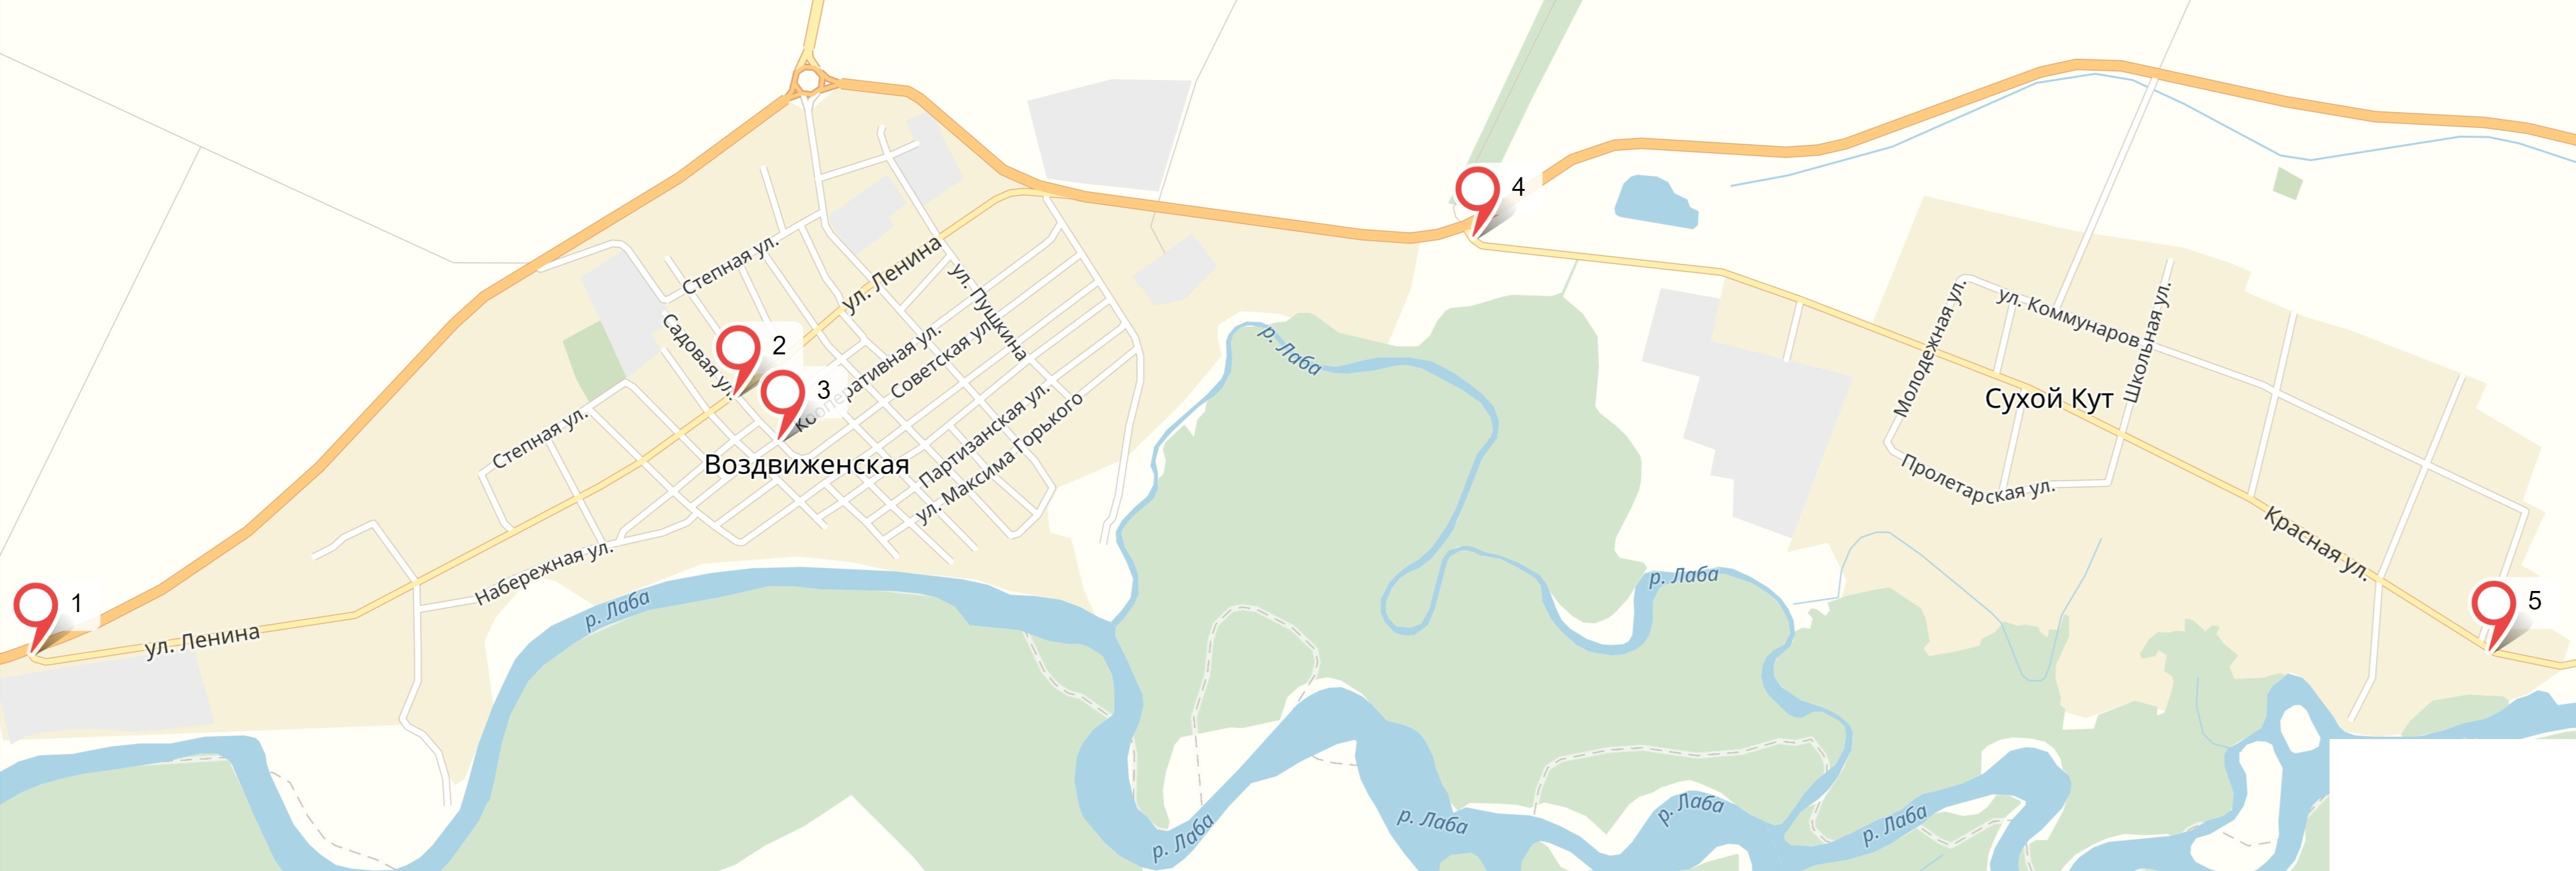 4
Степная ул.
ул. Ленина
ул. Пушкина
Садовая ул.
2
3
Кооперативная ул.
Советская ул.
Степная ул.
Партизанская ул.
ул. Максима Горького
Воздвиженская
Набережная ул.
1
ул. Ленина
р. Лаба
р. Лаба
р. Лаба
Молодежная ул.
ул. Коммунаров
Школьная ул.
Сухой Кут
Пролетарская ул.
Красная ул.
5
р. Лаба
р. Лаба
р. Лаба
р. Лаба